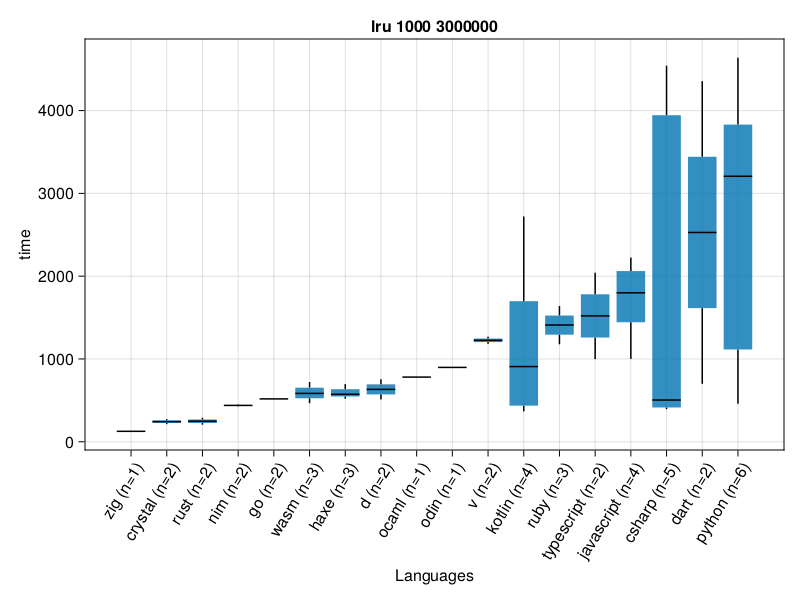 lru 1000 3000000
time
4000
3000
2000
1000
0
zig (n=1)
crystal (n=2)
rust (n=2)
nim (n=2)
go (n=2)
wasm (n=3)
haxe (n=3)
d (n=2)
ocaml (n=1)
odin (n=1)
v (n=2)
kotlin (n=4)
ruby (n=3)
typescript (n=2)
javascript (n=4)
csharp (n=5)
dart (n=2)
python (n=6)
Languages